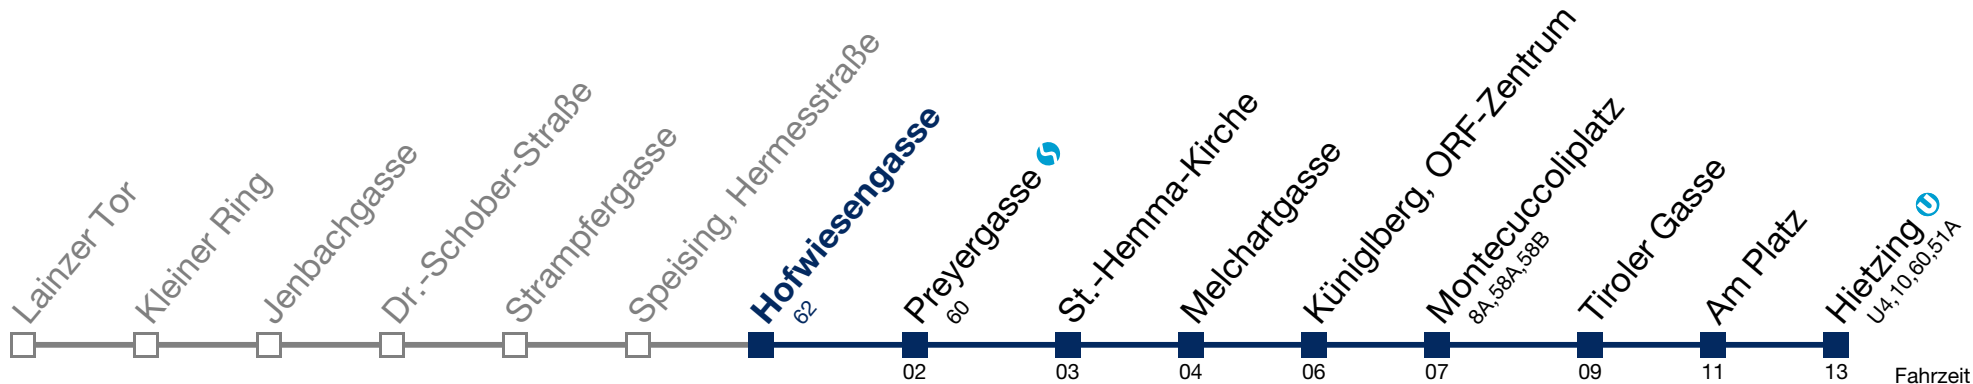 Lainzer Tor
Kleiner Ring
Jenbachgasse
Dr.-Schober-Straße
Strampfergasse
Speising, Hermesstraße
Hofwiesengasse
62
Preyergasse
60
St.-Hemma-Kirche
Melchartgasse
Küniglberg, ORF-Zentrum
Montecuccoliplatz
8A,58A,58B
Tiroler Gasse
Am Platz
Hietzing U
U4,10,60,51A
02 03 04 06 07 09 11 13 Fahrzeit